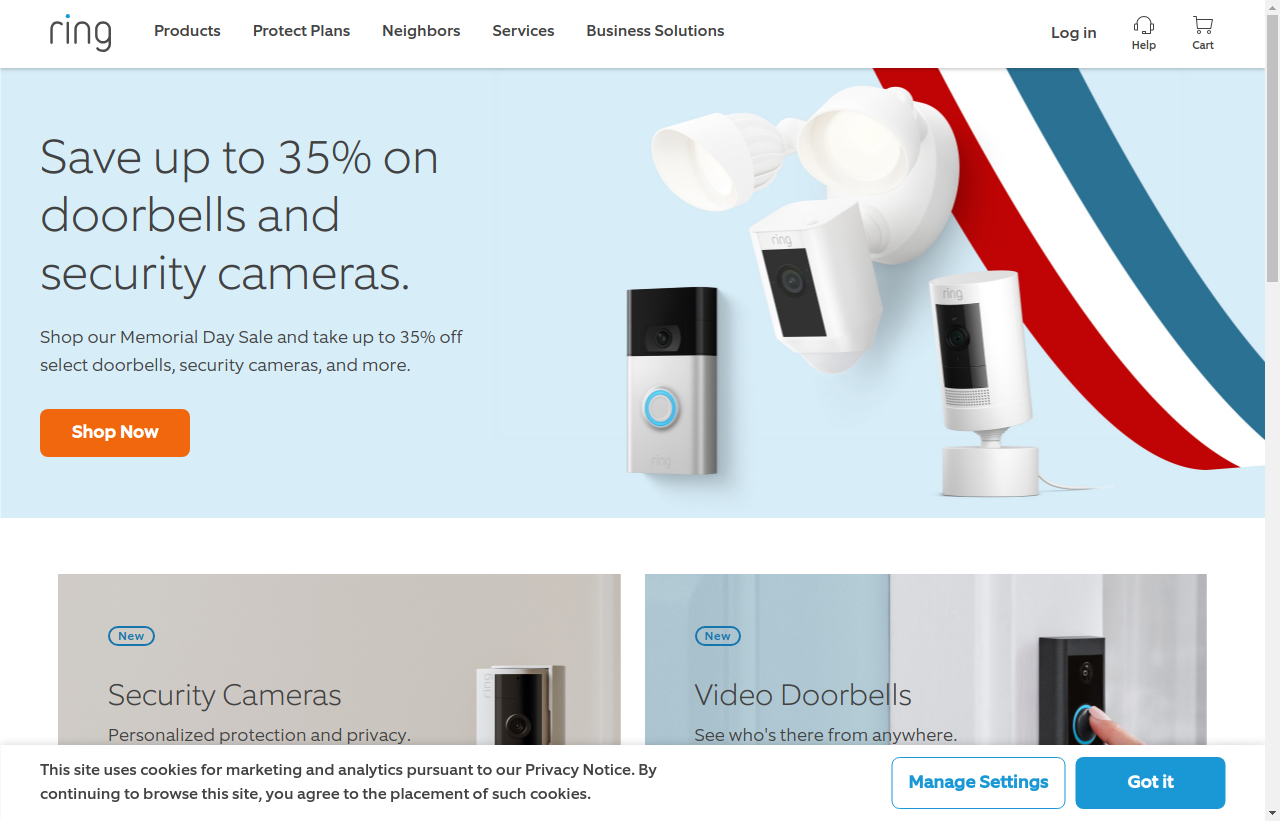 ring
Products
Protect Plans
Neighbors
Services
Business Solutions
Log in
Help
Cart
Save up to 35% on
doorbells and
security cameras.
Shop our Memorial Day Sale and take up to 35% off
select doorbells, security cameras, and more.
Shop Now
ring
ring
ring
New
Security Cameras
Personalized protection and privacy.
ring
New
Video Doorbells
See who's there from anywhere.
This site uses cookies for marketing and analytics pursuant to our Privacy Notice. By
continuing to browse this site, you agree to the placement of such cookies.
Manage Settings
Got it